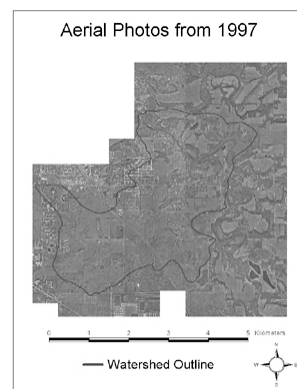 Aerial Photos from 1997
0 1 2 3 4 5 Kilometers
Watershed Outline
N
W E
S